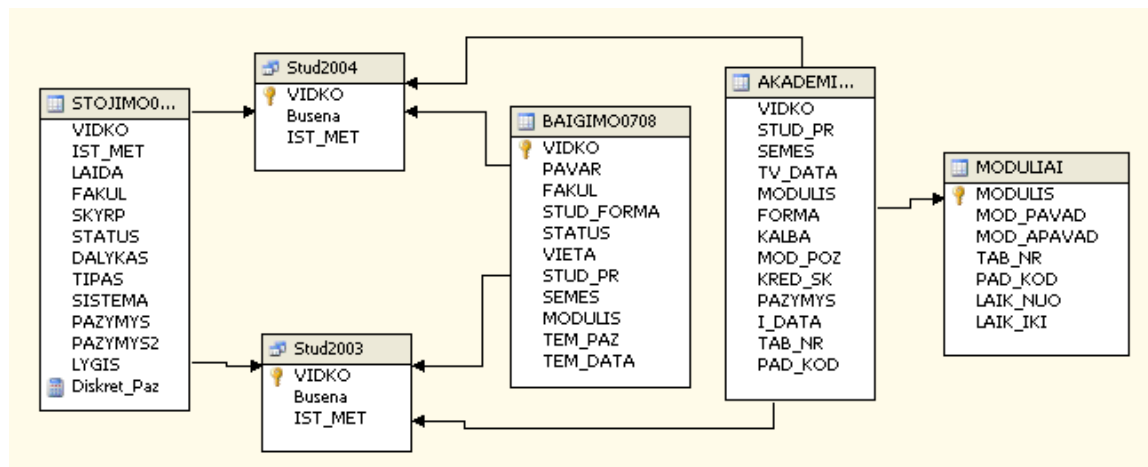 STOJIMO0...
VIDKO
IST_MET
LAIDA
FAKUL
SKYRP
STATUS
DALYKAS
TIPAS
SISTEMA
PAZYMYS
PAZYMYS2
LYGIS
Diskret_Paz
Stud2004
VIDKO
Busena
IST_MET
Stud2003
VIDKO
Busena
IST_MET
BAIGIMO0708
VIDKO
PAVAR
FAKUL
STUD_FORMA
STATUS
VIETA
STUD_PR
SEMES
MODULIS
TEM_PAZ
TEM_DATA
AKADEMI...
VIDKO
STUD_PR
SEMES
TV_DATA
MODULIS
FORMA
KALBA
MOD_POZ
KRED_SK
PAZYMYS
I_DATA
TAB_NR
PAD_KOD
MODULIAI
MODULIS
MOD_PAVAD
MOD_APAVAD
TAB_NR
PAD_KOD
LAIK_NUO
LAIK_IKI